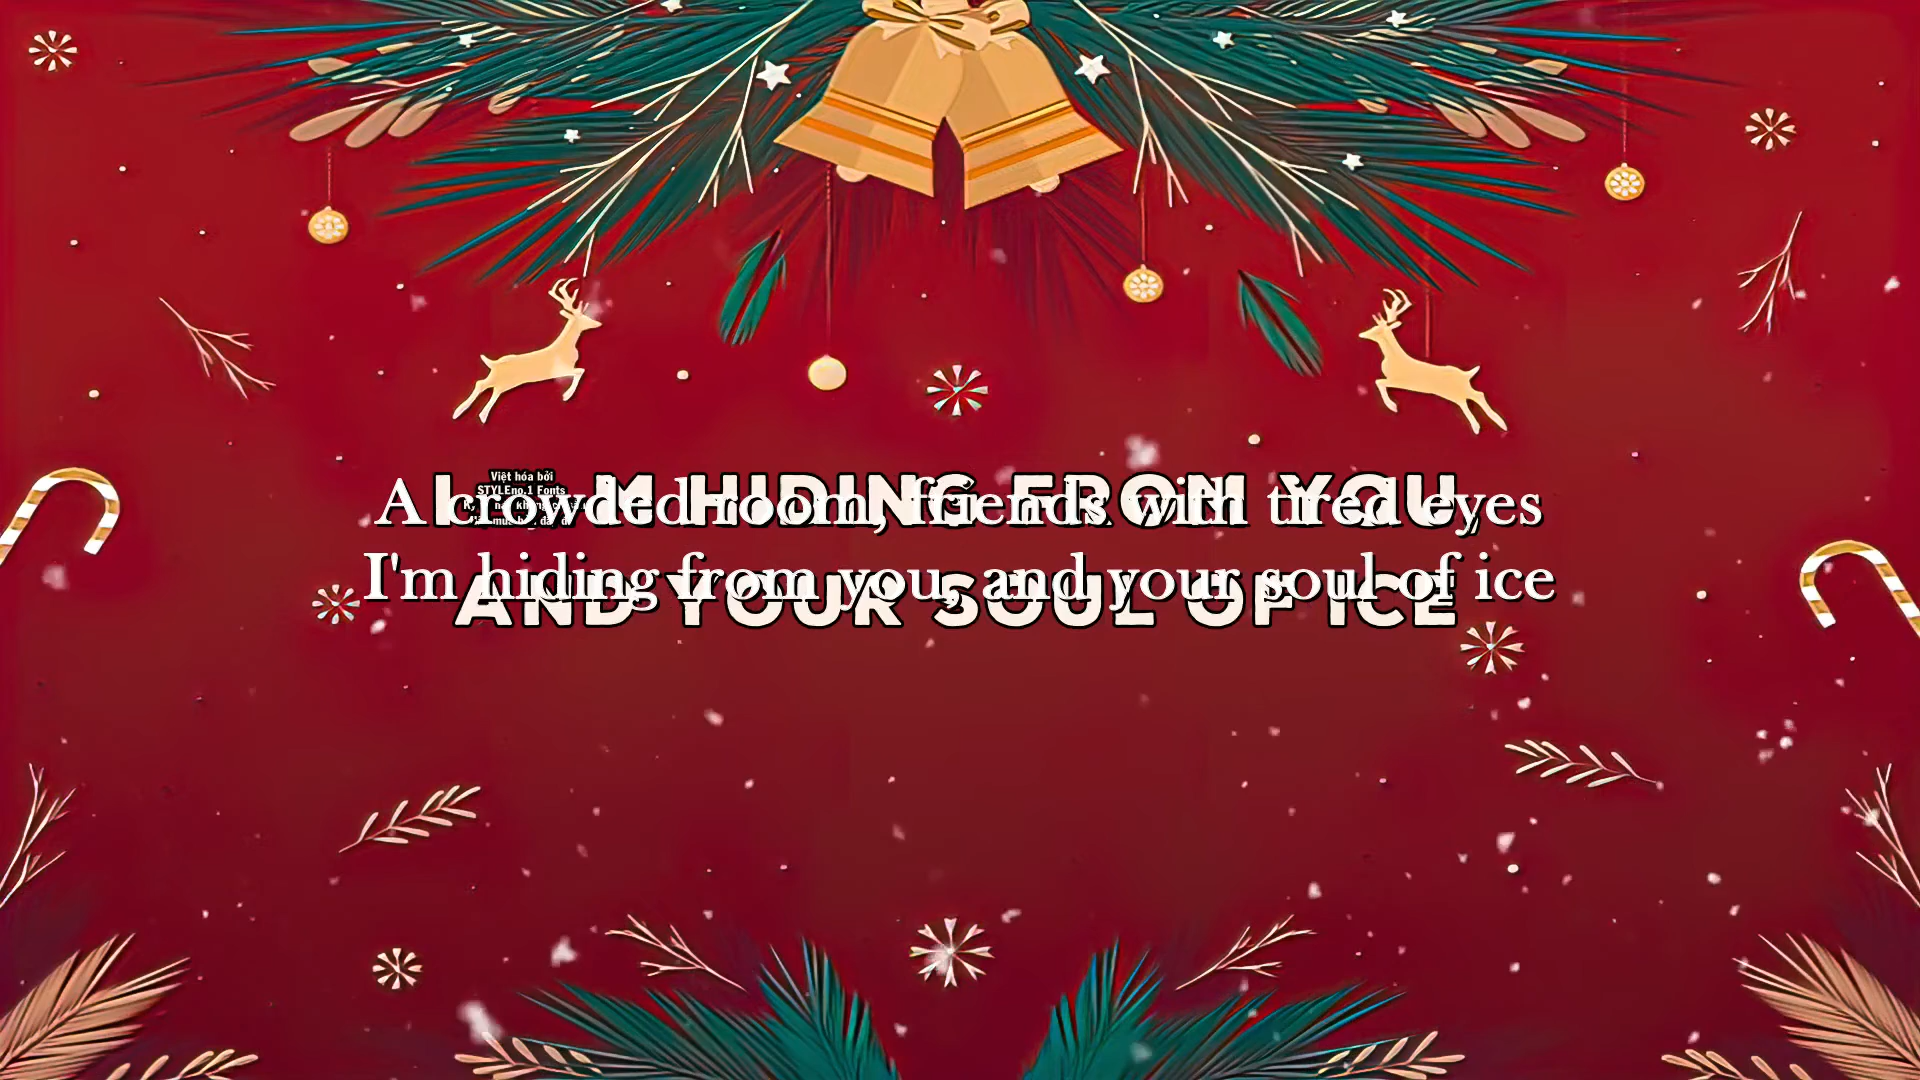 A crowded room, friends with tired eyes
I'm hiding from you, and your soul of ice
I M HIDING FROM YOU,
AND YOUR SOUL OF ICE
Việt hóa bởi
STYLEno.1 Fonts